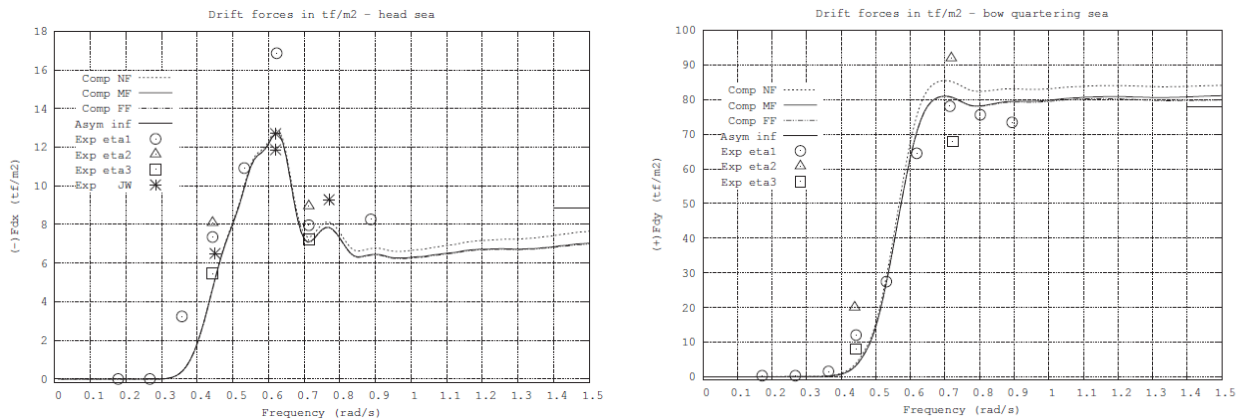 Drift forces in tf/m2 - head sea
18
16
14
12
10
8
6
4
2
0
(-)Fdx (tf/m2)
Comp NF
Comp MF
Comp FF
Asym inf
Exp eta1
Exp eta2
Exp eta3
Exp JW
0 0.1 0.2 0.3 0.4 0.5 0.6 0.7 0.8 0.9 1 1.1 1.2 1.3 1.4 1.5
Frequency (rad/s)
Drift forces in tf/m2 - bow quartering sea
100
90
80
70
60
50
40
30
20
10
0
(+)Fdy (tf/m2)
Comp NF
Comp MF
Comp FF
Asym inf
Exp eta1
Exp eta2
Exp eta3
0 0.1 0.2 0.3 0.4 0.5 0.6 0.7 0.8 0.9 1 1.1 1.2 1.3 1.4 1.5
Frequency (rad/s)